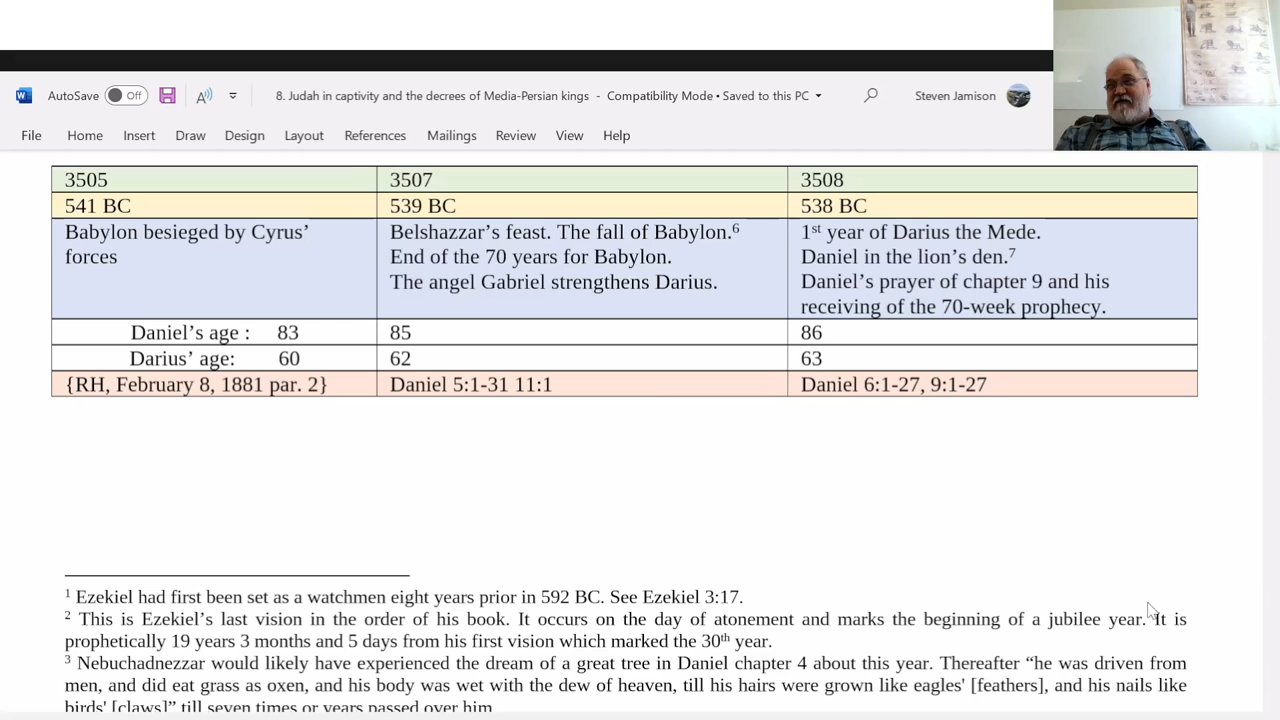 AutoSave Off 8. Judah in captivity and the decrees of Media-Persian kings - Compatibility Mode • Saved to this PC Steven Jamison
File Home Insert Draw Design Layout References Mailings Review View Help
3505 3507 3508
541 BC 539 BC 538 BC
Babylon besieged by Cyrus’ Belshazzar’s feast. The fall of Babylon.⁶ 1st year of Darius the Mede.
forces End of the 70 years for Babylon. Daniel in the lion’s den.⁷
The angel Gabriel strengthens Darius. Daniel’s prayer of chapter 9 and his
receiving of the 70-week prophecy.
Daniel’s age : 83 85 86
Darius’ age: 60 62 63
{RH, February 8, 1881 par. 2} Daniel 5:1-31 11:1 Daniel 6:1-27, 9:1-27
¹ Ezekiel had first been set as a watchmen eight years prior in 592 BC. See Ezekiel 3:17.
² This is Ezekiel’s last vision in the order of his book. It occurs on the day of atonement and marks the beginning of a jubilee year. It is
prophetically 19 years 3 months and 5 days from his first vision which marked the 30th year.
³ Nebuchadnezzar would likely have experienced the dream of a great tree in Daniel chapter 4 about this year. Thereafter “he was driven from
men, and did eat grass as oxen, and his body was wet with the dew of heaven, till his hairs were grown like eagles' [feathers], and his nails like
birds' [claws]” till seven times or years passed over him